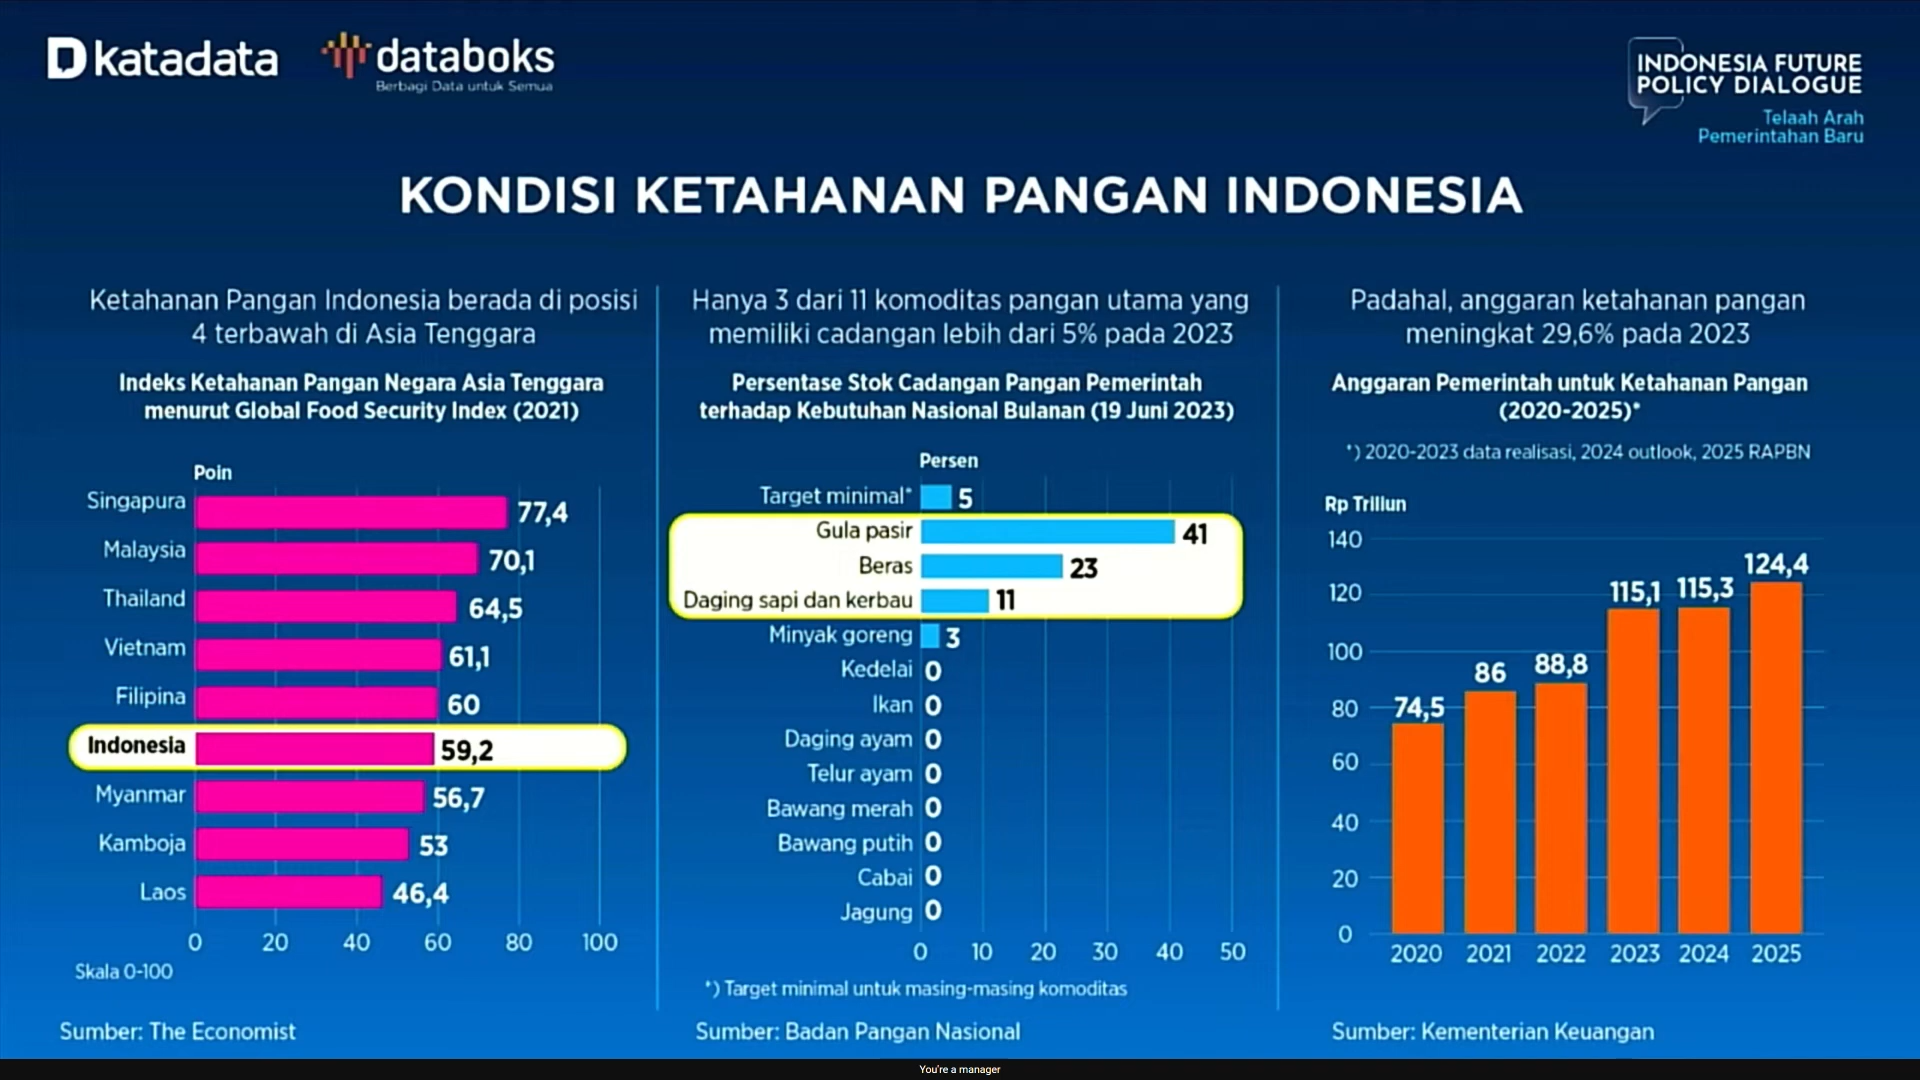 katadata
databoks
Berbagi Data untuk Semua
INDONESIA FUTURE
POLICY DIALOGUE
Telaah Arah
Pemerintahan Baru
KONDISI KETAHANAN PANGAN INDONESIA
Ketahanan Pangan Indonesia berada di posisi
4 terbawah di Asia Tenggara
Indeks Ketahanan Pangan Negara Asia Tenggara
menurut Global Food Security Index (2021)
Poin
Singapura 77,4
Malaysia 70,1
Thailand 64,5
Vietnam 61,1
Filipina 60
Indonesia 59,2
Myanmar 56,7
Kamboja 53
Laos 46,4
0 20 40 60 80 100
Skala 0-100
Sumber: The Economist
Hanya 3 dari 11 komoditas pangan utama yang
memiliki cadangan lebih dari 5% pada 2023
Persentase Stok Cadangan Pangan Pemerintah
terhadap Kebutuhan Nasional Bulanan (19 Juni 2023)
Persen
Target minimal* 5
Gula pasir 41
Beras 23
Daging sapi dan kerbau 11
Minyak goreng 3
Kedelai 0
Ikan 0
Daging ayam 0
Telur ayam 0
Bawang merah 0
Bawang putih 0
Cabai 0
Jagung 0
0 10 20 30 40 50
*) Target minimal untuk masing-masing komoditas
Sumber: Badan Pangan Nasional
Padahal, anggaran ketahanan pangan
meningkat 29,6% pada 2023
Anggaran Pemerintah untuk Ketahanan Pangan
(2020-2025)*
*) 2020-2023 data realisasi, 2024 outlook, 2025 RAPBN
Rp Triliun
140
120
100
80
60
40
20
0
74,5 86 88,8 115,1 115,3 124,4
2020 2021 2022 2023 2024 2025
Sumber: Kementerian Keuangan
You're a manager